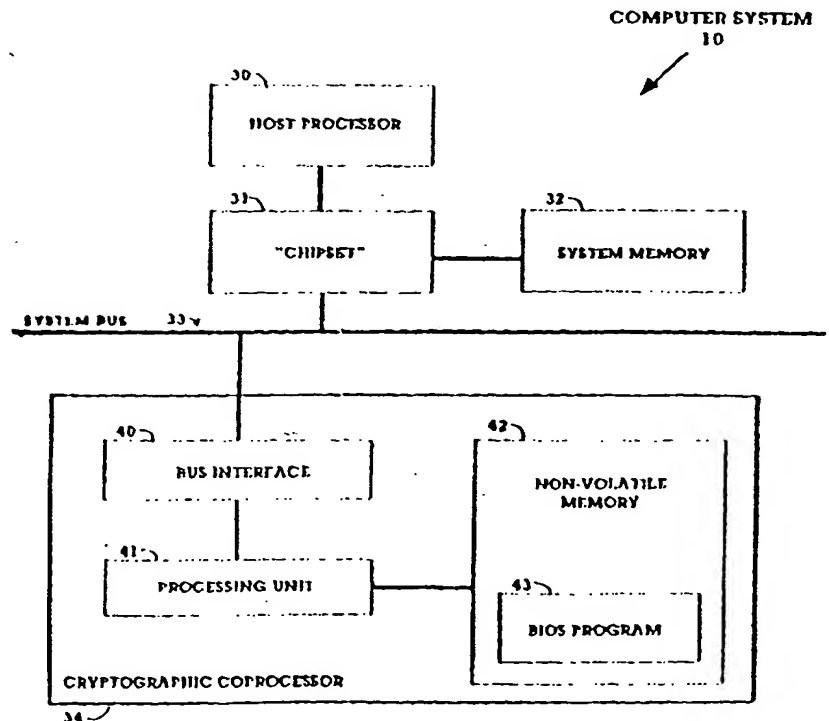 COMPUTER SYSTEM
10
30
HOST PROCESSOR
31
"CHIPSET"
32
SYSTEM MEMORY
SYSTEM BUS 33
40
BUS INTERFACE
42
NON-VOLATILE
MEMORY
41
PROCESSING UNIT
43
BIOS PROGRAM
CRYPTOGRAPHIC COPROCESSOR
34